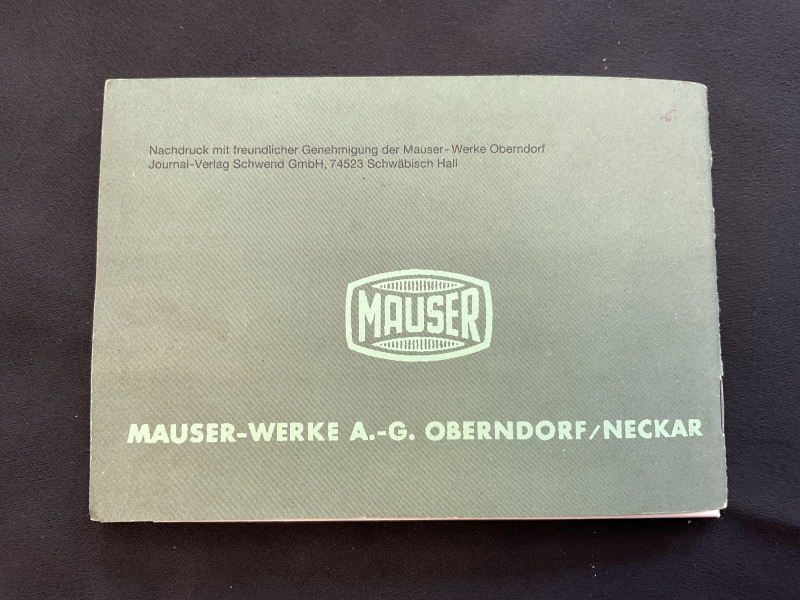 Nachdruck mit freundlicher Genehmigung der Mauser-Werke Oberndorf
Journal-Verlag Schwend GmbH, 74523 Schwäbisch Hall
MAUSER
MAUSER-WERKE A.-G. OBERNDORF/NECKAR